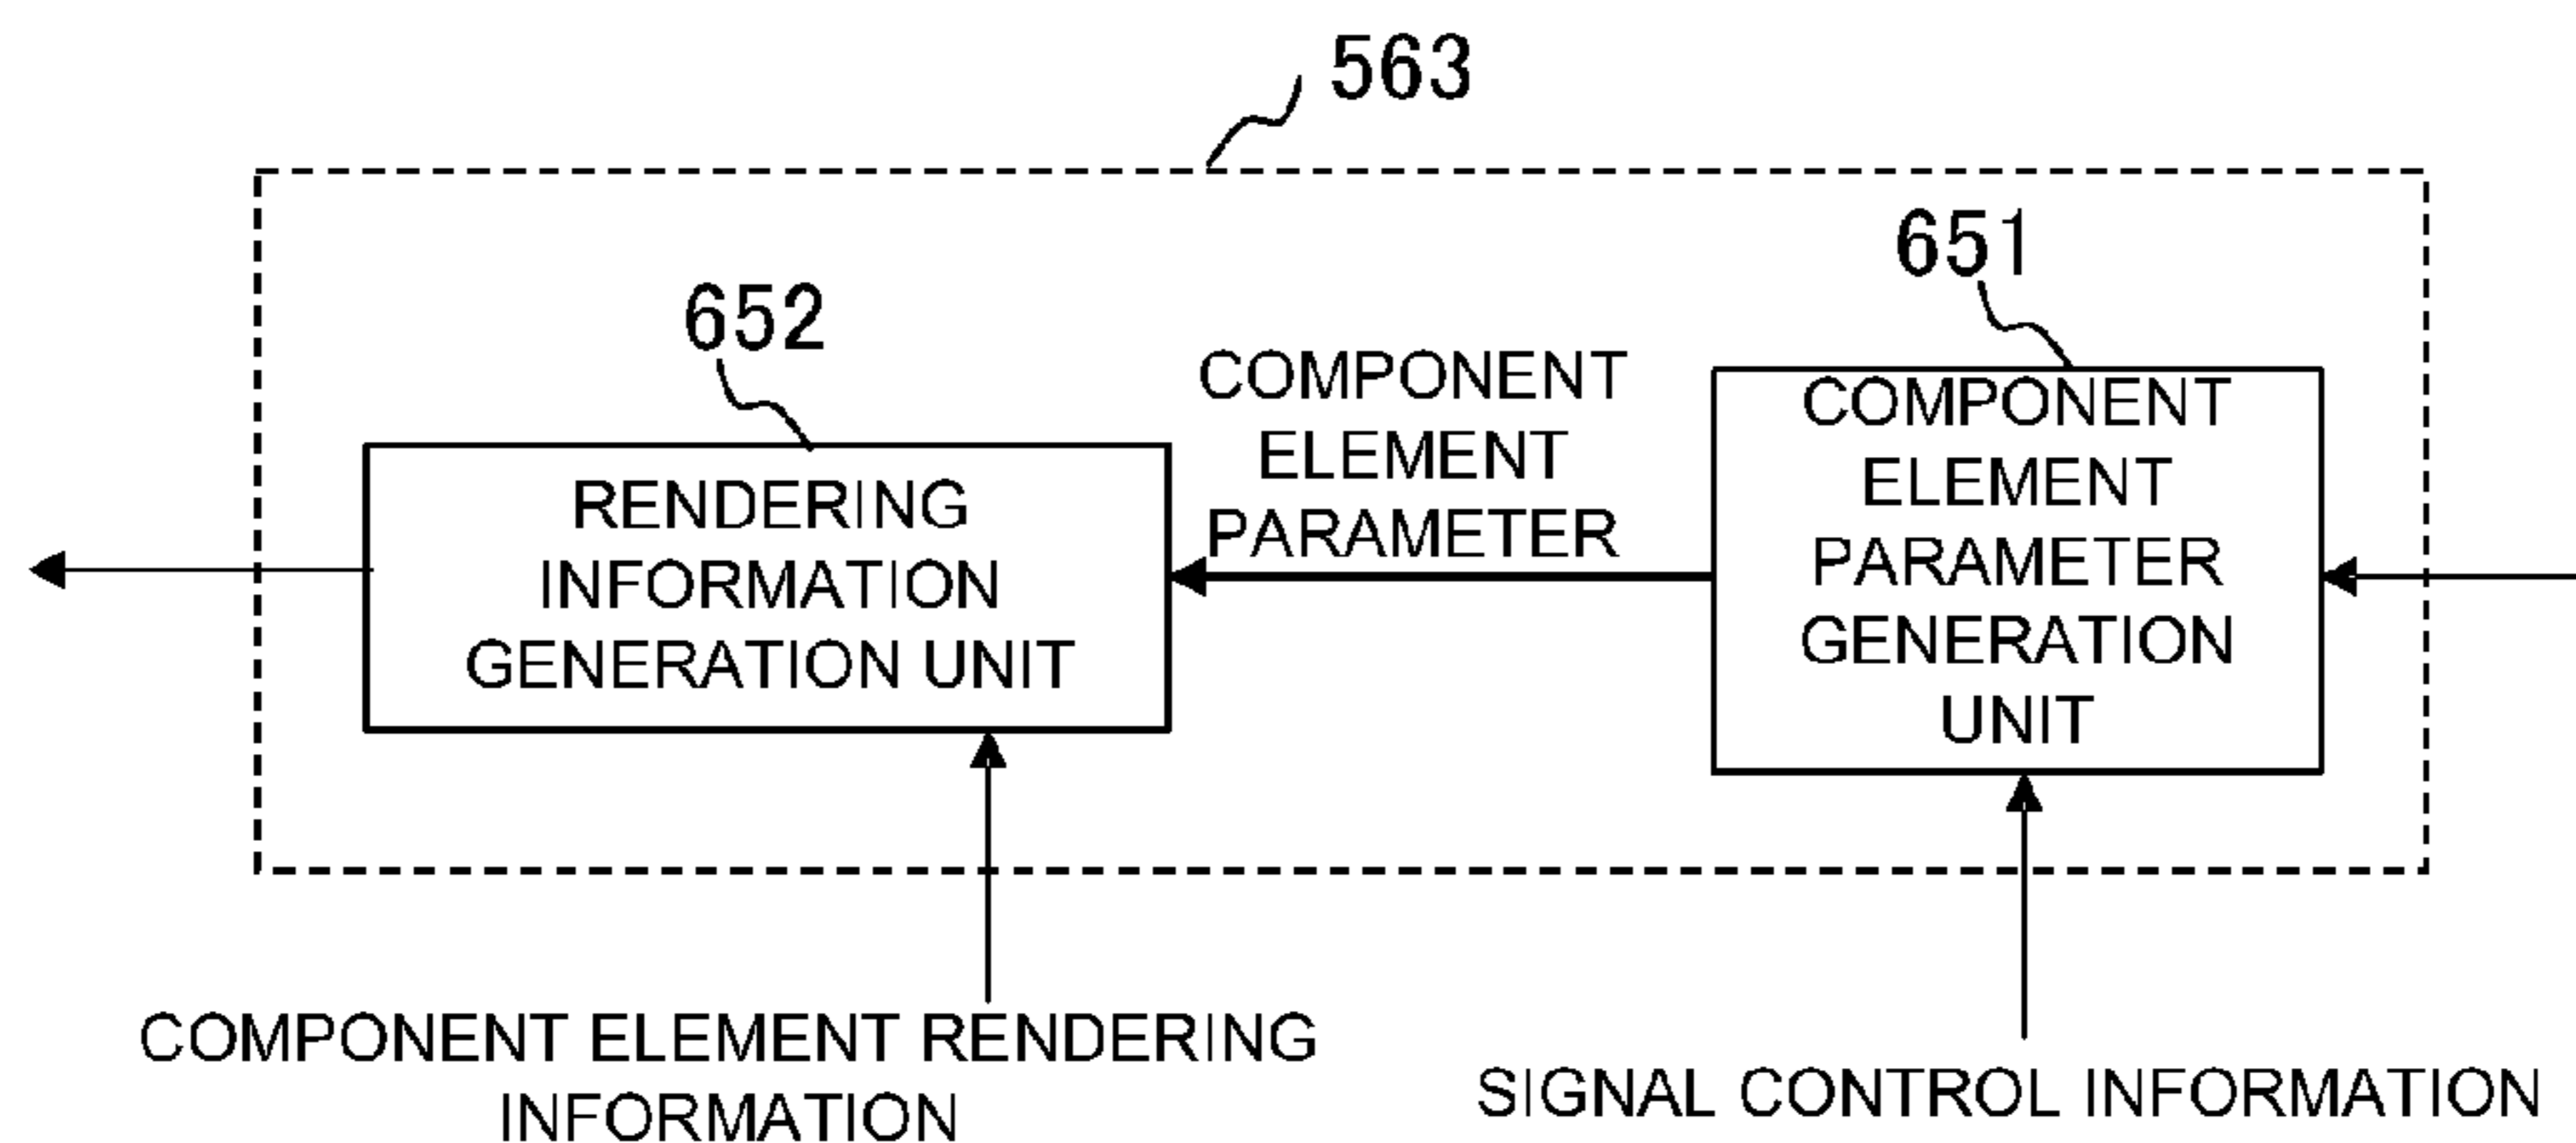 563
651
652
COMPONENT
ELEMENT
PARAMETER
COMPONENT
ELEMENT
PARAMETER
GENERATION
UNIT
RENDERING
INFORMATION
GENERATION UNIT
COMPONENT ELEMENT RENDERING
INFORMATION
SIGNAL CONTROL INFORMATION